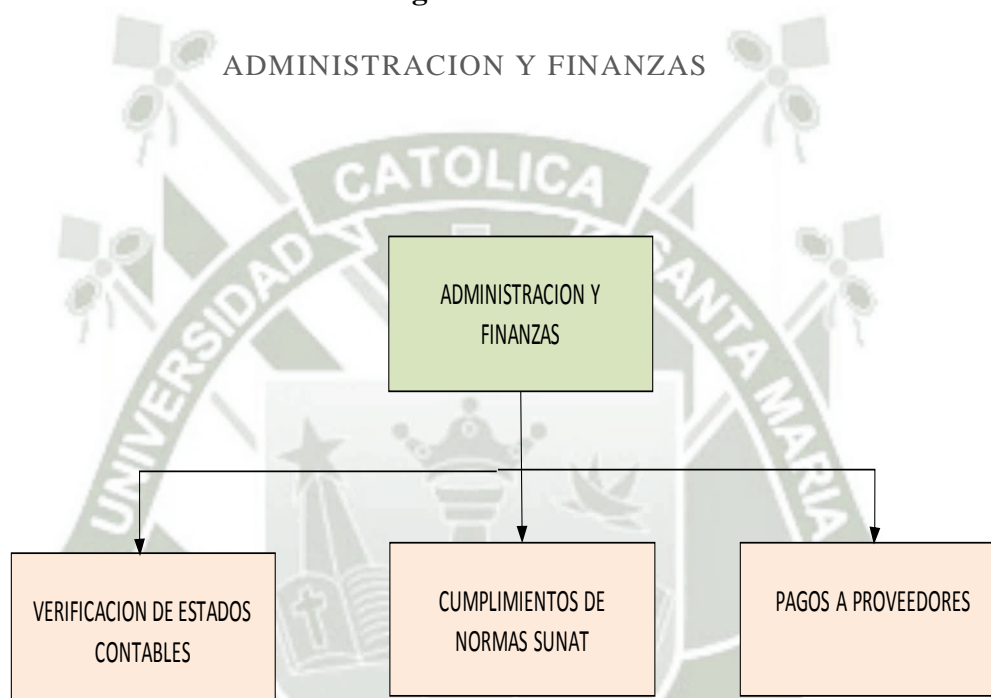 ADMINISTRACION Y FINANZAS
CATOLICA
UNIVERSIDAD
SANTA MARIA
ADMINISTRACION Y
FINANZAS
VERIFICACION DE ESTADOS
CONTABLES
CUMPLIMIENTOS DE
NORMAS SUNAT
PAGOS A PROVEEDORES